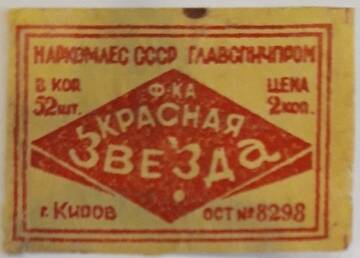 НАРКОМЛЕС СССР ГЛАВСПИЧПРОМ
В КОР
52 шт.
Ф-КА
ЦЕНА
2 коп.
КРАСНАЯ
ЗВЕЗДА
г. Киров
ОСТ № 8298